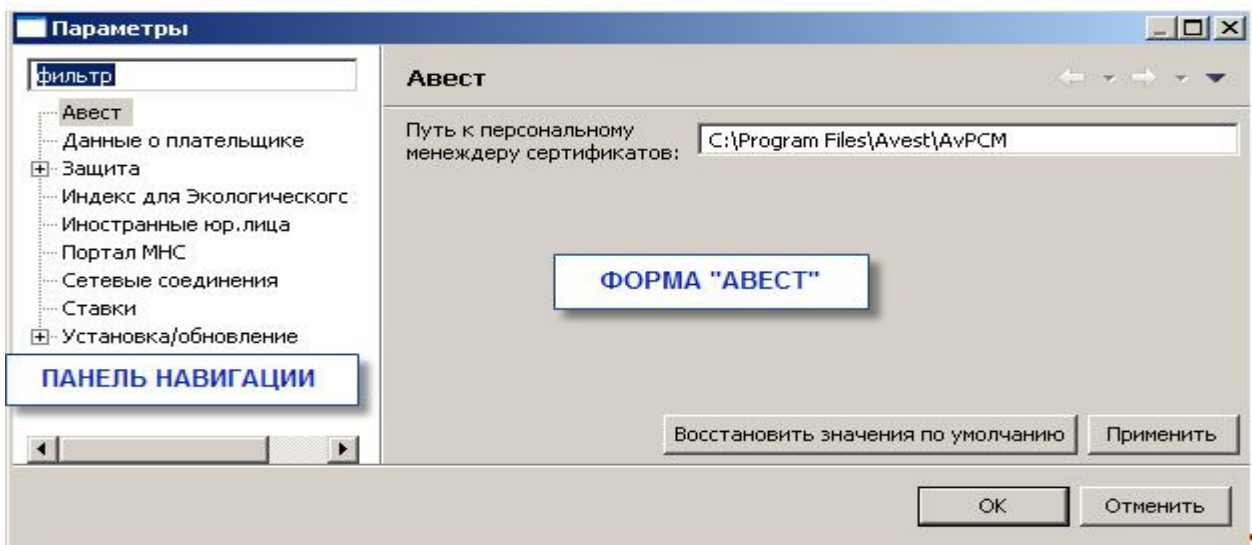 Параметры
фильтр
Авест
Данные о плательщике
Защита
Индекс для Экологическогс
Иностранные юр.лица
Портал МНС
Сетевые соединения
Ставки
Установка/обновление
ПАНЕЛЬ НАВИГАЦИИ
Авест
Путь к персональному
менеждеру сертификатов:
C:\Program Files\Avest\AvPCM
ФОРМА "АВЕСТ"
Восстановить значения по умолчанию
Применить
OK
Отменить